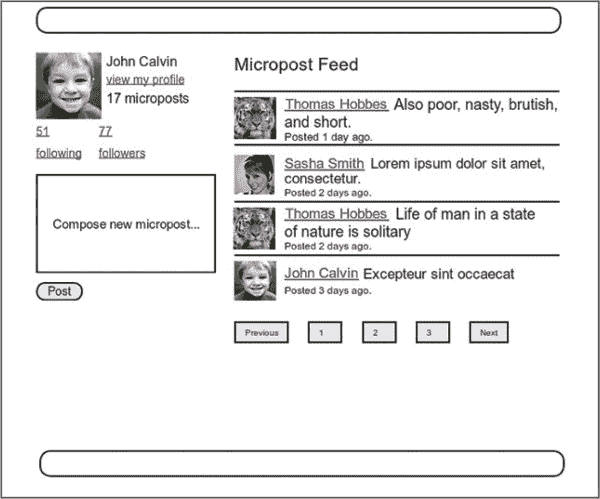 John Calvin
view my profile
17 microposts
51 77
following followers
Compose new micropost...
Post
Micropost Feed
Thomas Hobbes Also poor, nasty, brutish,
and short.
Posted 1 day ago.
Sasha Smith Lorem ipsum dolor sit amet,
consectetur.
Posted 2 days ago.
Thomas Hobbes Life of man in a state
of nature is solitary
Posted 2 days ago.
John Calvin Excepteur sint occaecat
Posted 3 days ago.
Previous 1 2 3 Next